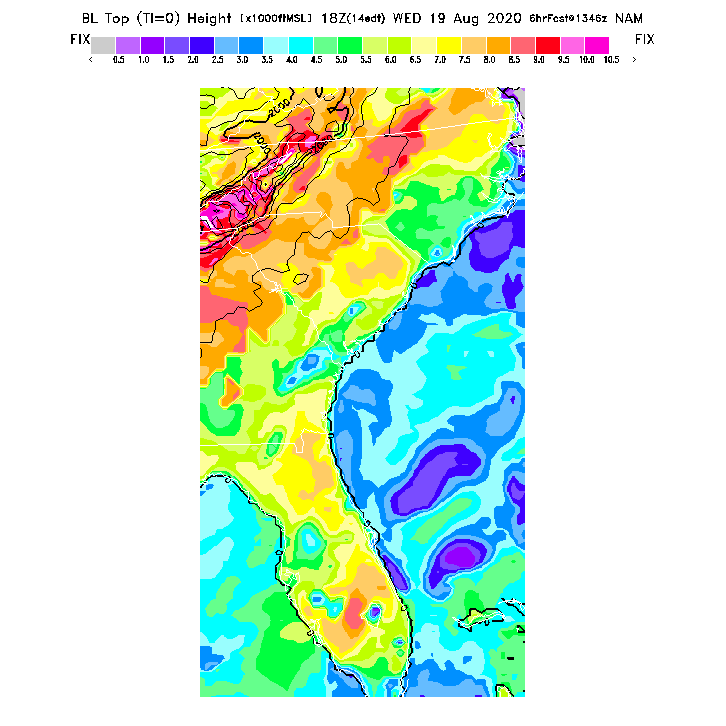 BL Top (TI=0) Height [x1000ftMSL] 18Z(14edt) WED 19 Aug 2020 6hrFcst@1346z NAM
FIX FIX
< 0.5 1.0 1.5 2.0 2.5 3.0 3.5 4.0 4.5 5.0 5.5 6.0 6.5 7.0 7.5 8.0 8.5 9.0 9.5 10.0 10.5 >
2000
2000